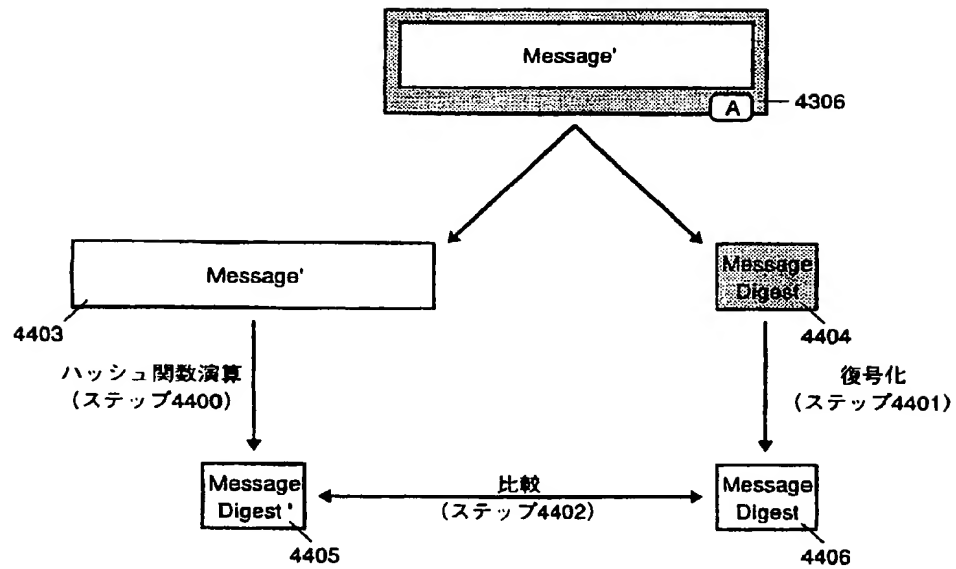 Message'
A
4306
Message'
4403
Message
Digest
4404
ハッシュ関数演算
(ステップ4400)
復号化
(ステップ4401)
Message
Digest '
4405
比較
(ステップ4402)
Message
Digest
4406